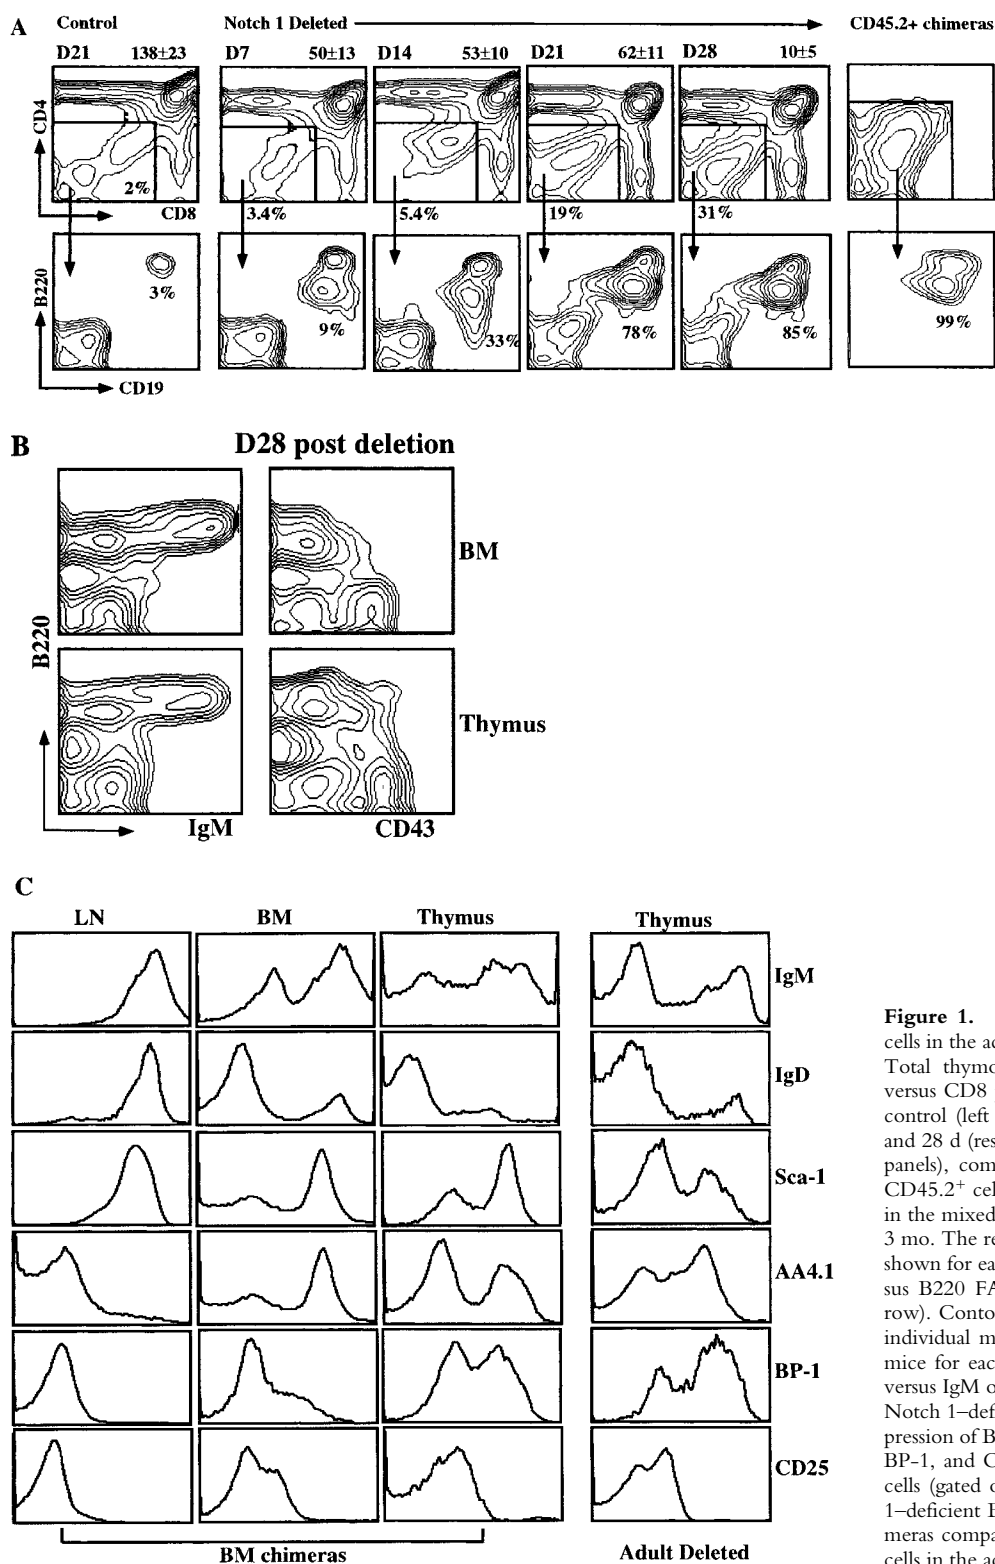 A
Control
Notch 1 Deleted
CD45.2+ chimeras
D21 138±23
D7 50±13
D14 53±10
D21 62±11
D28 10±5
CD4
2%
CD8
3.4%
5.4%
19%
31%
B220
3%
9%
33%
78%
85%
99%
CD19
B
D28 post deletion
BM
B220
Thymus
IgM
CD43
C
LN
BM
Thymus
Thymus
IgM
IgD
Sca-1
AA4.1
BP-1
CD25
BM chimeras
Adult Deleted
Figure 1.
cells in the ad
Total thymo
versus CD8
control (left
and 28 d (res
panels), com
CD45.2+ cel
in the mixed
3 mo. The re
shown for ea
sus B220 FA
row). Contou
individual m
mice for each
versus IgM o
Notch 1–defi
pression of B
BP-1, and C
cells (gated o
1–deficient B
meras compa
cells in the ad